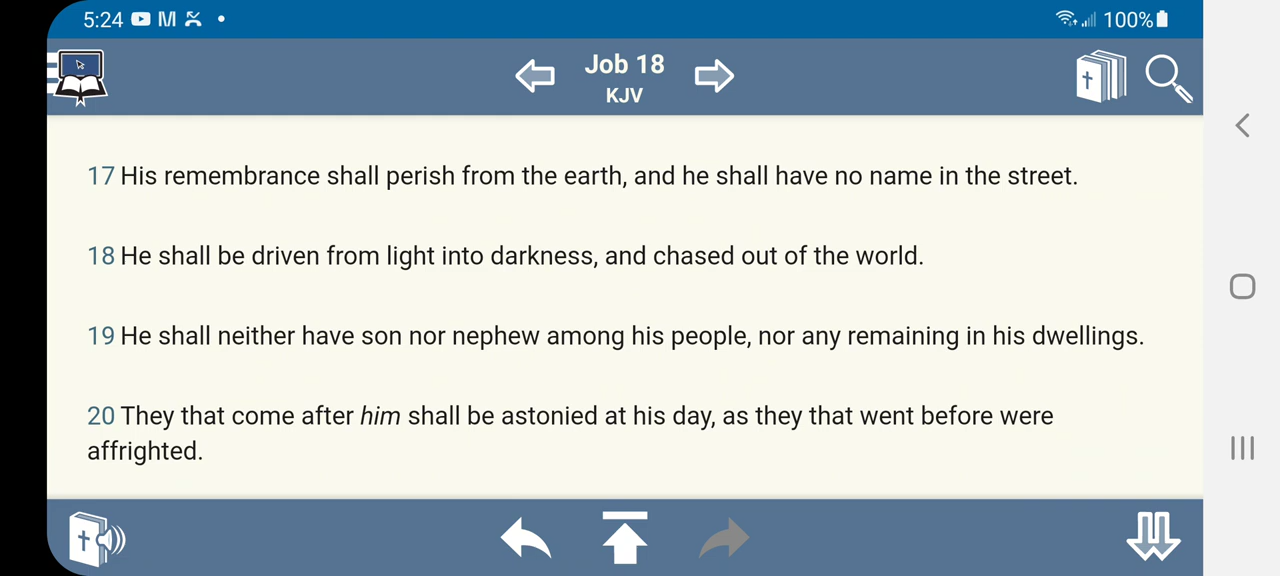 5:24 M 100%
Job 18
KJV
17 His remembrance shall perish from the earth, and he shall have no name in the street.
18 He shall be driven from light into darkness, and chased out of the world.
19 He shall neither have son nor nephew among his people, nor any remaining in his dwellings.
20 They that come after him shall be astonied at his day, as they that went before were
affrighted.